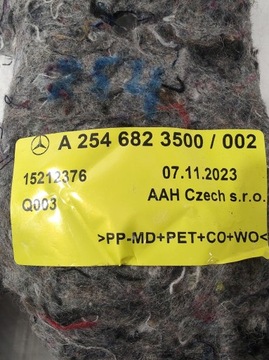 A 254 682 3500 / 002
15212376 07.11.2023
Q003 AAH Czech s.r.o.
>PP-MD+PET+CO+WO<